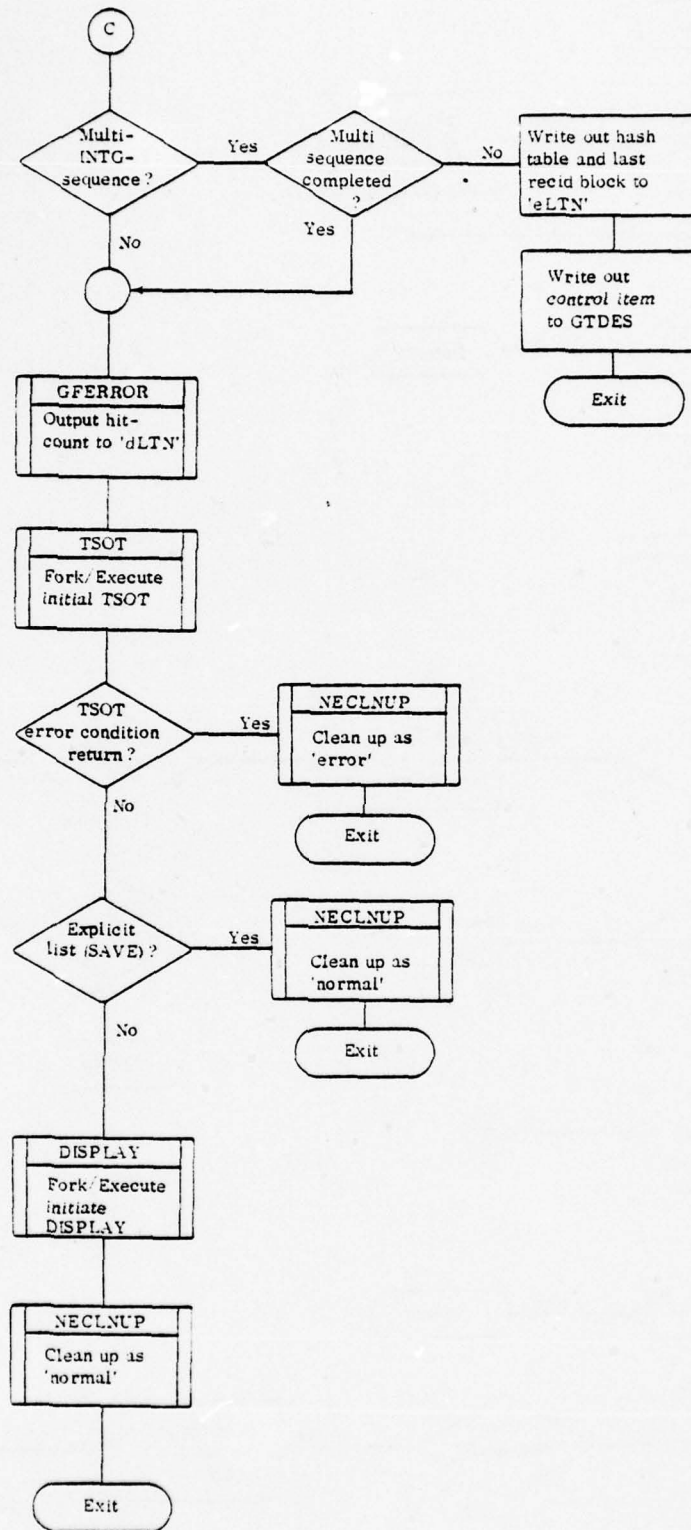 C
Multi-
INTG-
sequence?
Yes
Multi
sequence
completed
?
No
Write out hash
table and last
recid block to
'eLTN'
No
Yes
Write out
control item
to GTDES
Exit
GFERROR
Output hit-
count to 'dLTN'
TSOT
Fork/Execute
initial TSOT
TSOT
error condition
return?
Yes
NECLNUP
Clean up as
'error'
No
Exit
Explicit
list (SAVE)?
Yes
NECLNUP
Clean up as
'normal'
No
Exit
DISPLAY
Fork/Execute
initiate
DISPLAY
NECLNUP
Clean up as
'normal'
Exit